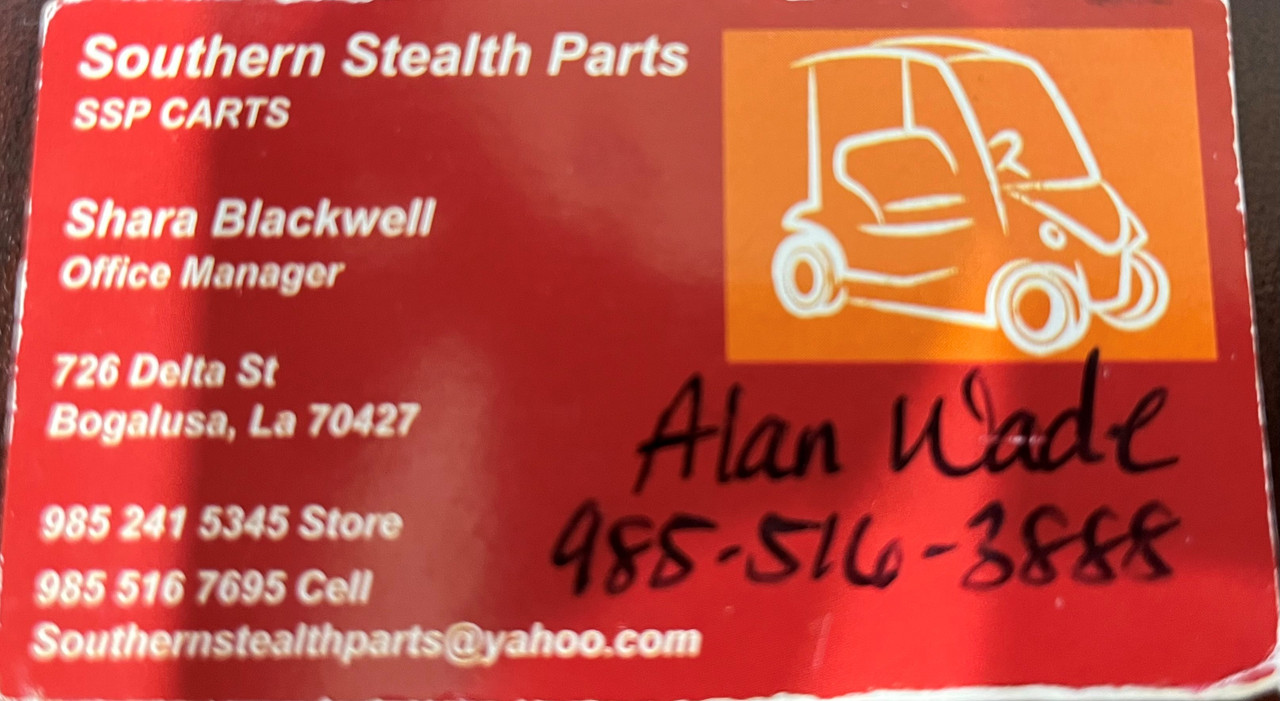 Southern Stealth Parts
SSP CARTS
Shara Blackwell
Office Manager
726 Delta St
Bogalusa, La 70427
985 241 5345 Store
985 516 7695 Cell
Southernstealthparts@yahoo.com
Alan Wade
985-516-3888